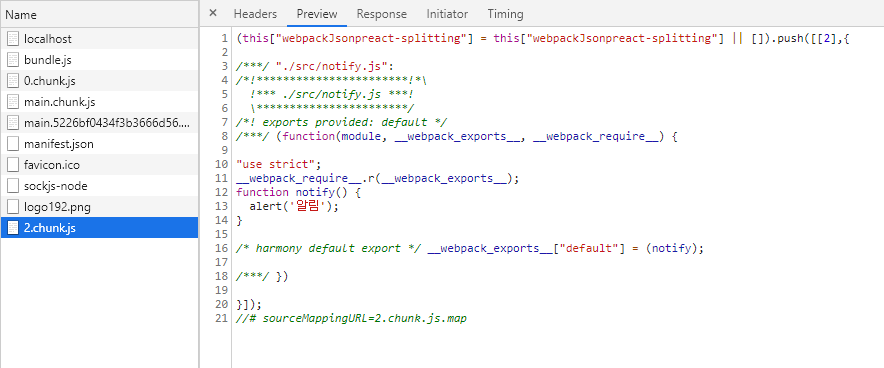 Name
localhost
bundle.js
0.chunk.js
main.chunk.js
main.5226bf0434f3b3666d56....
manifest.json
favicon.ico
sockjs-node
logo192.png
2.chunk.js
× Headers Preview Response Initiator Timing
1 (this["webpackJsonpreact-splitting"] = this["webpackJsonpreact-splitting"] || []).push([[2],{
2
3 /***/ "./src/notify.js":
4 /*!***********************!*\
5   !*** ./src/notify.js ***!
6   \***********************/
7 /*! exports provided: default */
8 /***/ (function(module, __webpack_exports__, __webpack_require__) {
9
10 "use strict";
11 __webpack_require__.r(__webpack_exports__);
12 function notify() {
13   alert('알림');
14 }
15
16 /* harmony default export */ __webpack_exports__["default"] = (notify);
17
18 /***/ })
19
20 }]);
21 //# sourceMappingURL=2.chunk.js.map